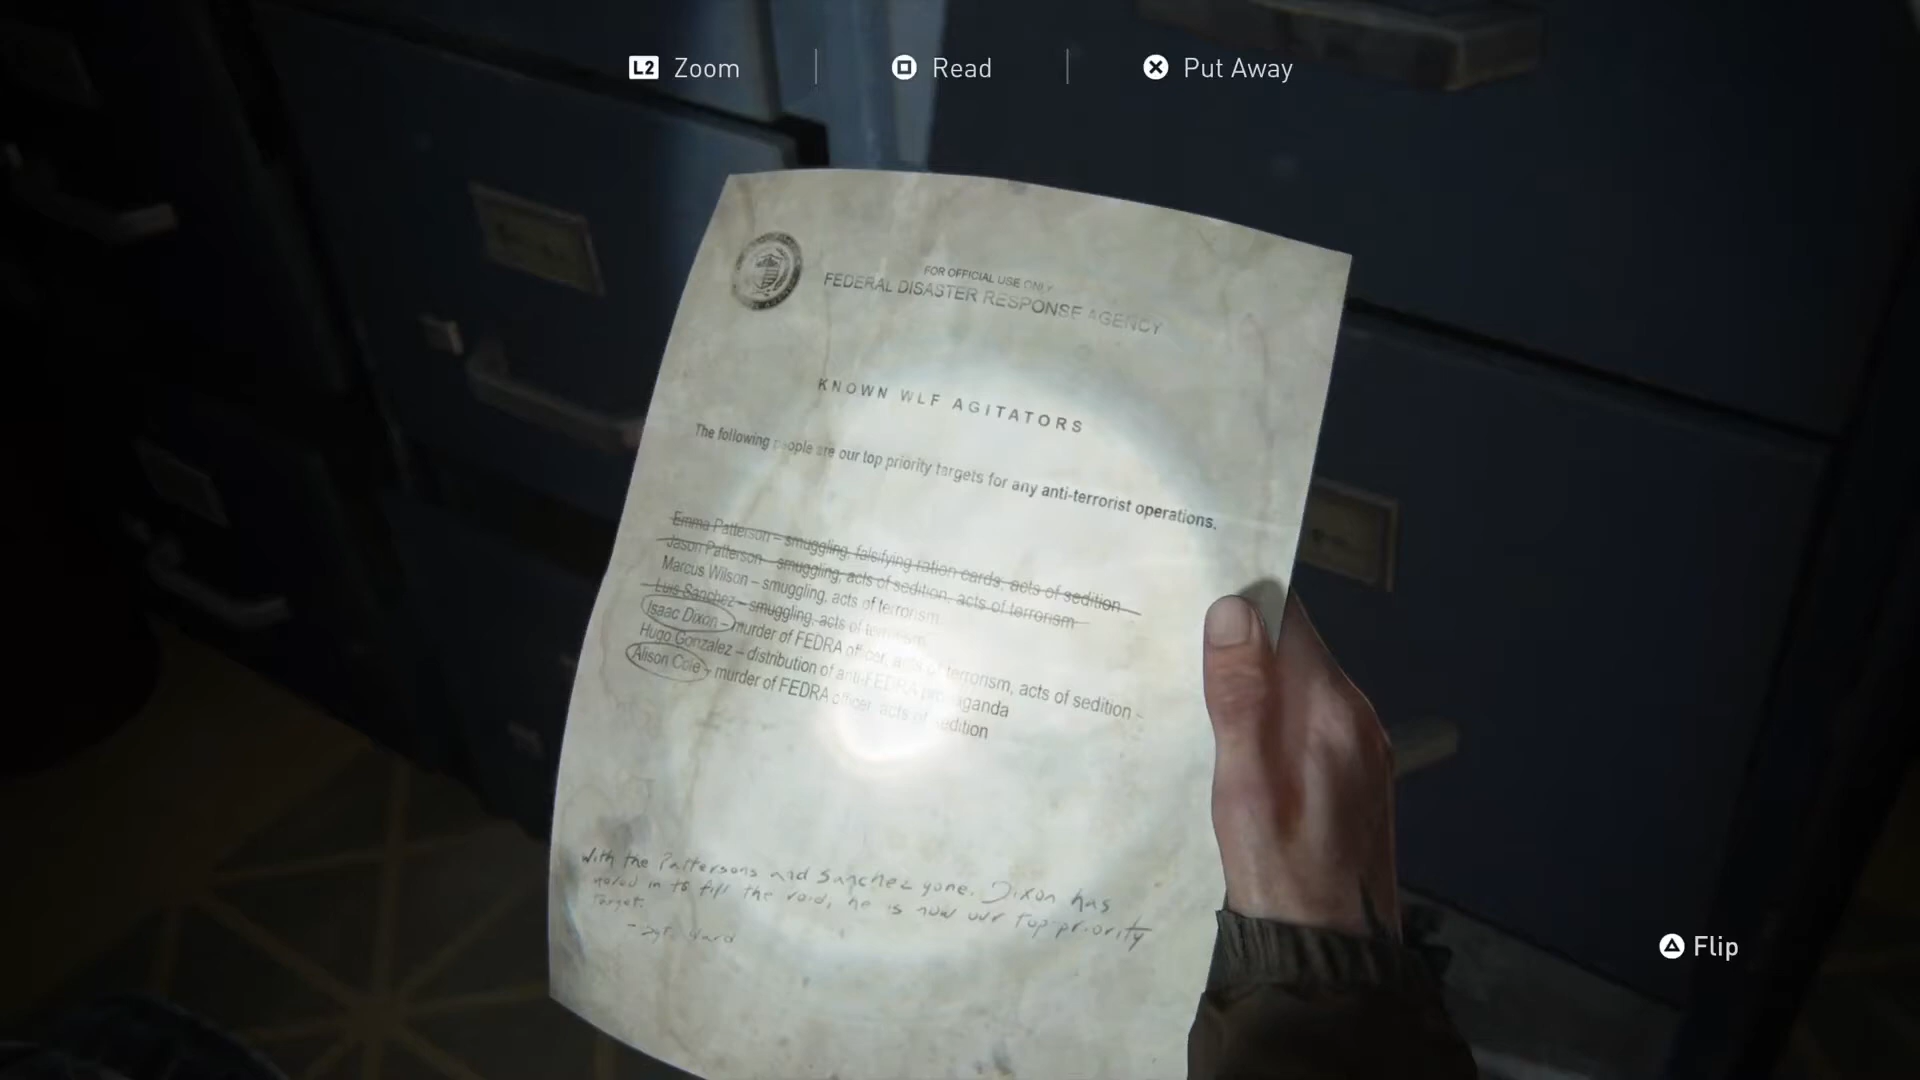 L2 Zoom
Read
Put Away
FOR OFFICIAL USE ONLY
FEDERAL DISASTER RESPONSE AGENCY
KNOWN WLF AGITATORS
The following people are our top priority targets for any anti-terrorist operations.
Emma Patterson – smuggling, falsifying ration cards, acts of sedition
Jason Patterson – smuggling, acts of sedition, acts of terrorism
Marcus Wilson – smuggling, acts of terrorism
Luis Sanchez – smuggling, acts of terrorism
Isaac Dixon – murder of FEDRA officer, acts of terrorism, acts of sedition -
Hugo Gonzalez – distribution of anti-FEDRA propaganda
Alison Cole – murder of FEDRA officer, acts of sedition
With the Pattersons and Sanchez gone, Dixon has
moved in to fill the void, he is now our top-priority
target.
- Sgt. Ward
Flip